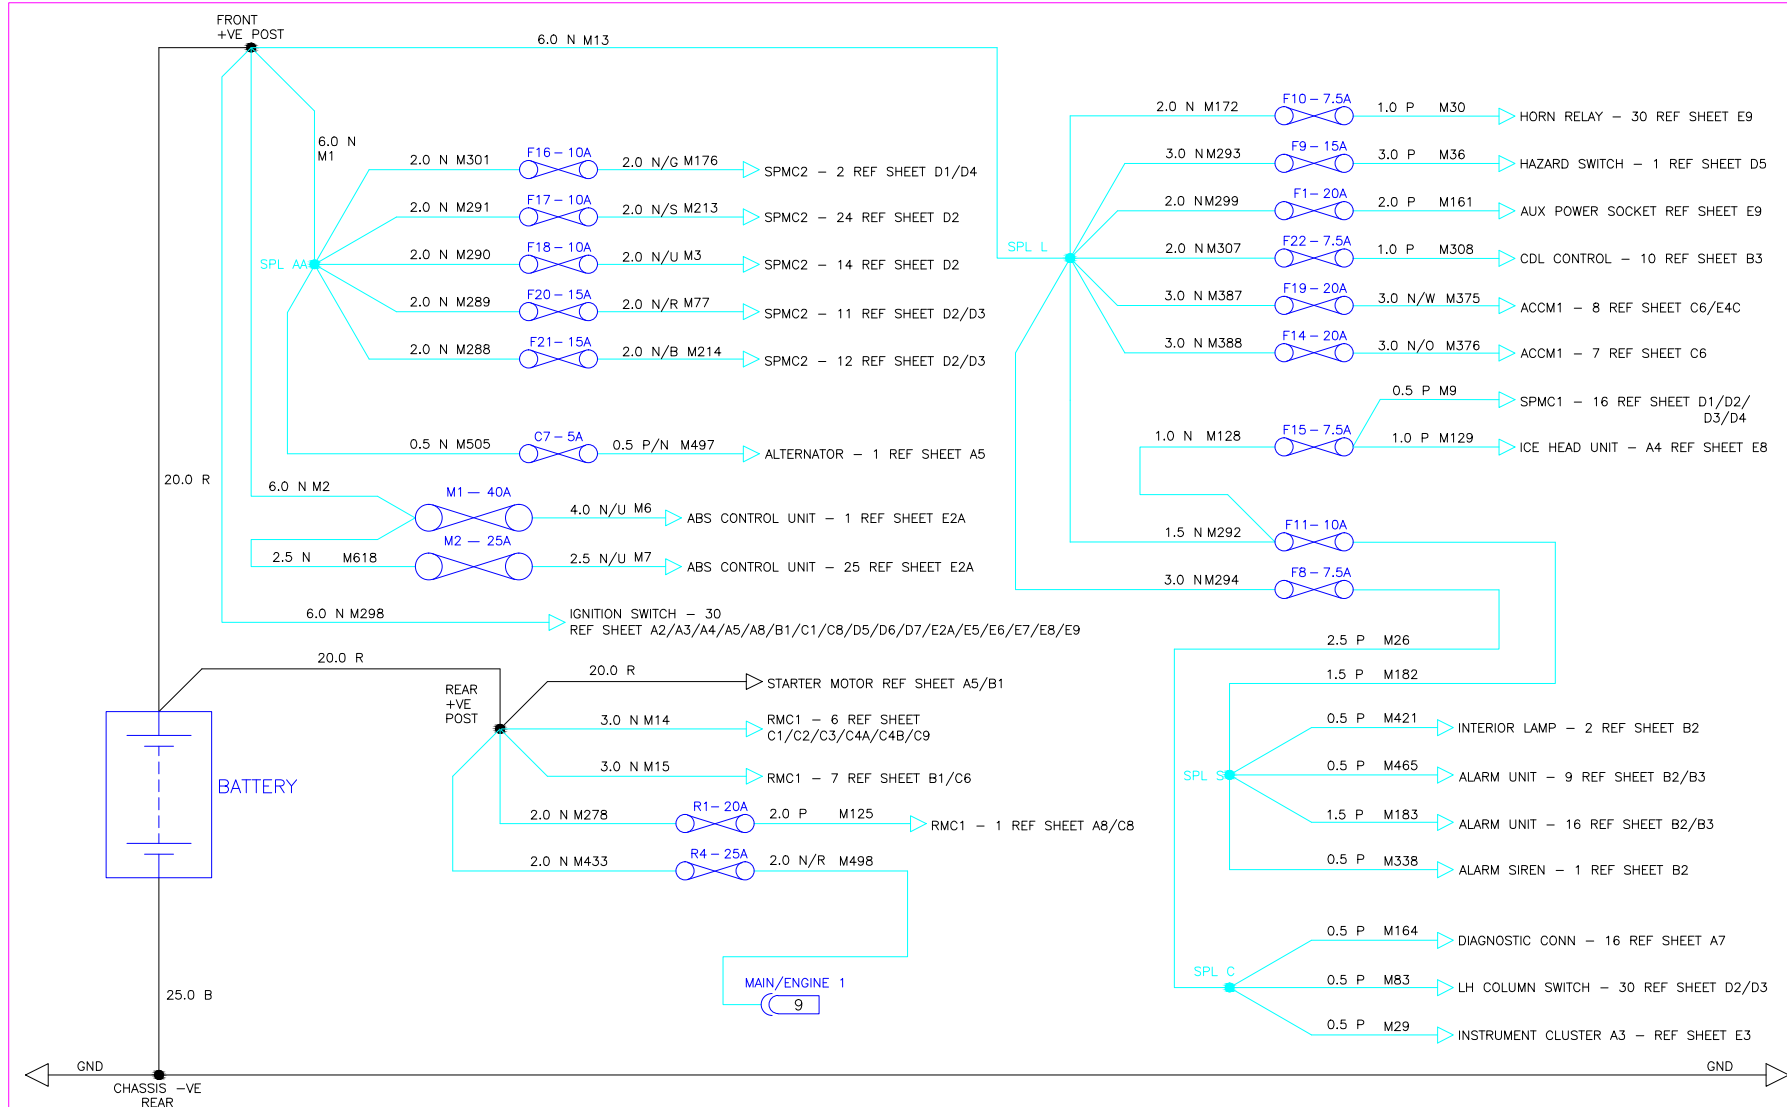 FRONT
+VE POST
6.0 N M13
6.0 N
M1
2.0 N M301
F16-10A
2.0 N/G M176
SPMC2 - 2 REF SHEET D1/D4
2.0 N M291
F17-10A
2.0 N/S M213
SPMC2 - 24 REF SHEET D2
SPL AA
2.0 N M290
F18-10A
2.0 N/U M3
SPMC2 - 14 REF SHEET D2
2.0 N M289
F20-15A
2.0 N/R M77
SPMC2 - 11 REF SHEET D2/D3
2.0 N M288
F21-15A
2.0 N/B M214
SPMC2 - 12 REF SHEET D2/D3
0.5 N M505
C7-5A
0.5 P/N M497
ALTERNATOR - 1 REF SHEET A5
20.0 R
6.0 N M2
M1 - 40A
4.0 N/U M6
ABS CONTROL UNIT - 1 REF SHEET E2A
2.5 N M618
M2 - 25A
2.5 N/U M7
ABS CONTROL UNIT - 25 REF SHEET E2A
6.0 N M298
IGNITION SWITCH - 30
REF SHEET A2/A3/A4/A5/A8/B1/C1/C8/D5/D6/D7/E2A/E5/E6/E7/E8/E9
SPL L
2.0 N M172
F10-7.5A
1.0 P M30
HORN RELAY - 30 REF SHEET E9
3.0 N M293
F9-15A
3.0 P M36
HAZARD SWITCH - 1 REF SHEET D5
2.0 N M299
F1-20A
2.0 P M161
AUX POWER SOCKET REF SHEET E9
2.0 N M307
F22-7.5A
1.0 P M308
CDL CONTROL - 10 REF SHEET B3
3.0 N M387
F19-20A
3.0 N/W M375
ACCM1 - 8 REF SHEET C6/E4C
3.0 N M388
F14-20A
3.0 N/O M376
ACCM1 - 7 REF SHEET C6
0.5 P M9
SPMC1 - 16 REF SHEET D1/D2/
D3/D4
1.0 N M128
F15-7.5A
1.0 P M129
ICE HEAD UNIT - A4 REF SHEET E8
1.5 N M292
F11-10A
3.0 N M294
F8-7.5A
2.5 P M26
1.5 P M182
20.0 R
REAR
+VE
POST
20.0 R
STARTER MOTOR REF SHEET A5/B1
3.0 N M14
RMC1 - 6 REF SHEET
C1/C2/C3/C4A/C4B/C9
3.0 N M15
RMC1 - 7 REF SHEET B1/C6
BATTERY
2.0 N M278
R1-20A
2.0 P M125
RMC1 - 1 REF SHEET A8/C8
2.0 N M433
R4-25A
2.0 N/R M498
MAIN/ENGINE 1
9
0.5 P M421
INTERIOR LAMP - 2 REF SHEET B2
SPL S
0.5 P M465
ALARM UNIT - 9 REF SHEET B2/B3
1.5 P M183
ALARM UNIT - 16 REF SHEET B2/B3
0.5 P M338
ALARM SIREN - 1 REF SHEET B2
0.5 P M164
DIAGNOSTIC CONN - 16 REF SHEET A7
SPL C
0.5 P M83
LH COLUMN SWITCH - 30 REF SHEET D2/D3
0.5 P M29
INSTRUMENT CLUSTER A3 - REF SHEET E3
25.0 B
GND
CHASSIS -VE
REAR
GND